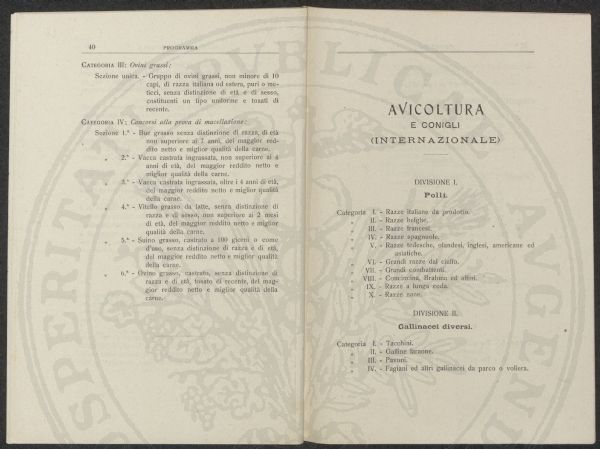 40 PROGRAMMA
CATEGORIA III: Ovini grassi:
Sezione unica. - Gruppo di ovini grassi, non minore di 10
capi, di razza italiana od estera, puri o me-
ticci, senza distinzione di età e di sesso,
costituenti un tipo uniforme e tosati di
recente.
CATEGORIA IV: Concorsi alla prova di macellazione:
Sezione 1.ª - Bue grasso senza distinzione di razza, di età
non superiore ai 7 anni, del maggior red-
dito netto e miglior qualità della carne.
„ 2.ª - Vacca castrata ingrassata, non superiore ai 4
anni di età, del maggior reddito netto e
miglior qualità della carne.
„ 3.ª - Vacca castrata ingrassata, oltre i 4 anni di età,
del maggior reddito netto e miglior qualità
della carne.
„ 4.ª - Vitello grasso da latte, senza distinzione di
razza e di sesso, non superiore ai 2 mesi
di età, del maggior reddito netto e miglior
qualità della carne.
„ 5.ª - Suino grasso, castrato a 100 giorni o come
d'uso, senza distinzione di razza e di età,
del maggior reddito netto e miglior qualità
della carne.
„ 6.ª - Ovino grasso, castrato, senza distinzione di
razza e di età, tosato di recente, del mag-
gior reddito netto e miglior qualità della
carne.
AVICOLTURA
E CONIGLI
(INTERNAZIONALE)
DIVISIONE I.
Polli.
Categoria I. - Razze italiane da prodotto.
„ II. - Razze belghe.
„ III. - Razze francesi.
„ IV. - Razze spagnuole.
„ V. - Razze tedesche, olandesi, inglesi, americane ed
asiatiche.
„ VI. - Grandi razze dal ciuffo.
„ VII. - Grandi combattenti.
„ VIII. - Concincina, Brahma ed affini.
„ IX. - Razze a lunga coda.
„ X. - Razze nane.
DIVISIONE II.
Gallinacei diversi.
Categoria I. - Tacchini.
„ II. - Galline faraone.
„ III. - Pavoni.
„ IV. - Fagiani ed altri gallinacei da parco o voliera.